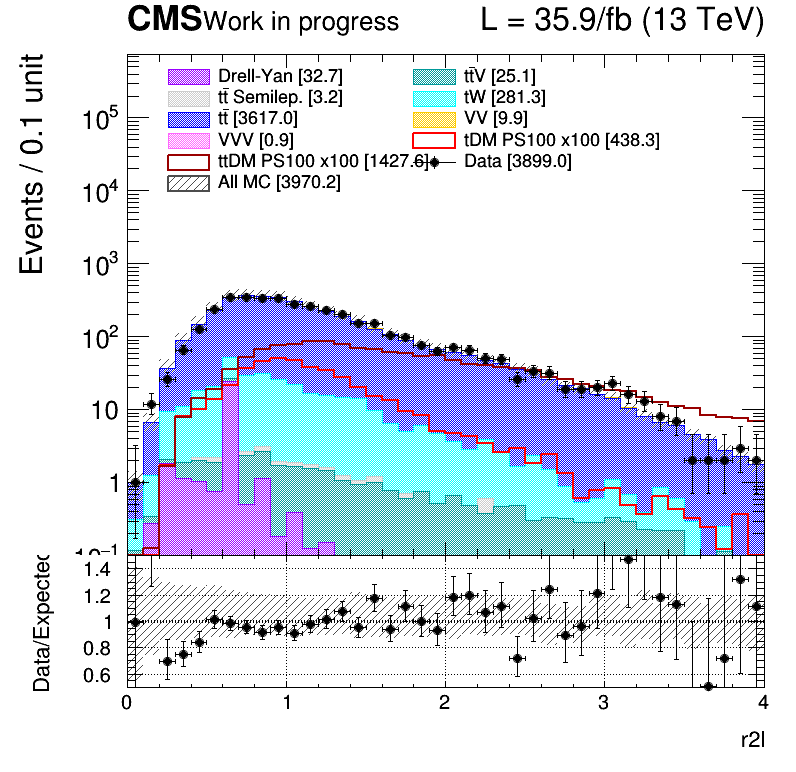 CMS Work in progress L = 35.9/fb (13 TeV)
Events / 0.1 unit
Drell-Yan [32.7]
tt̄ Semilep. [3.2]
tt̄ [3617.0]
VVV [0.9]
ttDM PS100 x100 [1427.6]
All MC [3970.2]
tt̄V [25.1]
tW [281.3]
VV [9.9]
tDM PS100 x100 [438.3]
Data [3899.0]
10⁵
10⁴
10³
10²
10
1
10⁻¹
Data/Expected
1.4
1.2
1
0.8
0.6
0 1 2 3 4
r2l